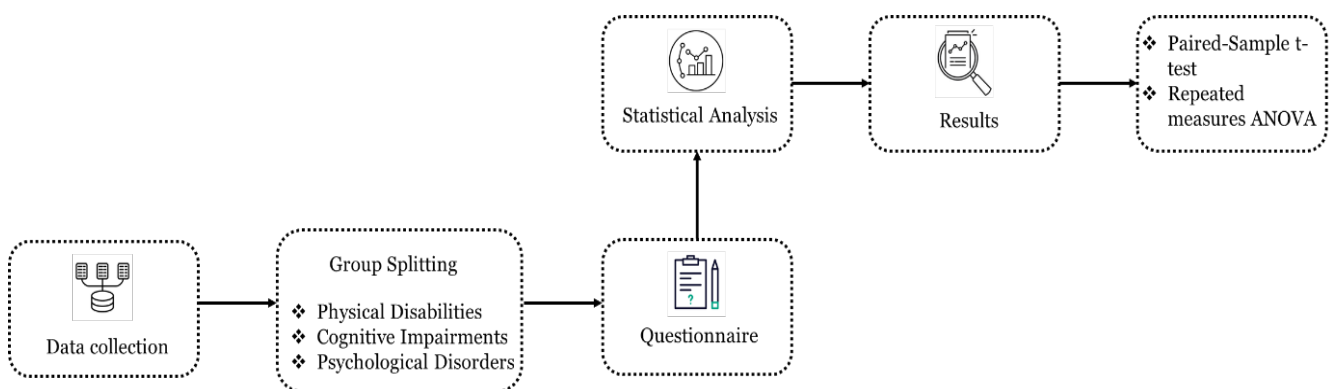 Data collection
Group Splitting
❖ Physical Disabilities
❖ Cognitive Impairments
❖ Psychological Disorders
?
Questionnaire
Statistical Analysis
Results
❖ Paired-Sample t-
test
❖ Repeated
measures ANOVA